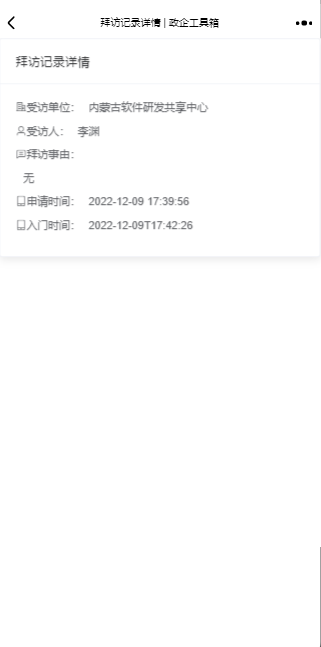 拜访记录详情 | 政企工具箱
拜访记录详情
受访单位： 内蒙古软件研发共享中心
受访人： 李渊
拜访事由：
无
申请时间： 2022-12-09 17:39:56
入门时间： 2022-12-09T17:42:26